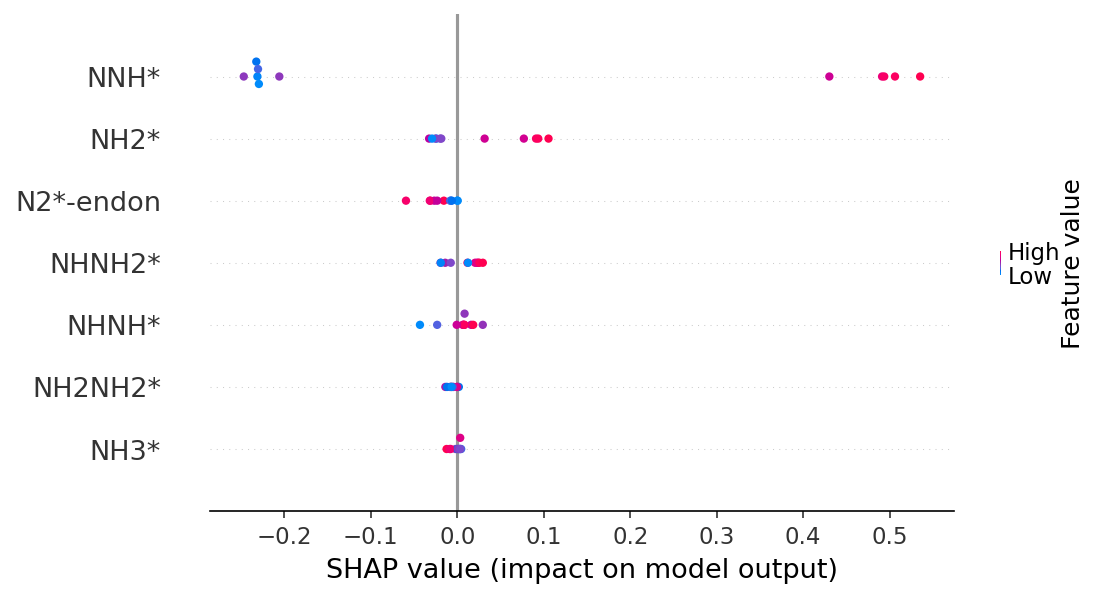 NNH*
NH2*
N2*-endon
NHNH2*
NHNH*
NH2NH2*
NH3*
−0.2 −0.1 0.0 0.1 0.2 0.3 0.4 0.5
SHAP value (impact on model output)
High
Low
Feature value